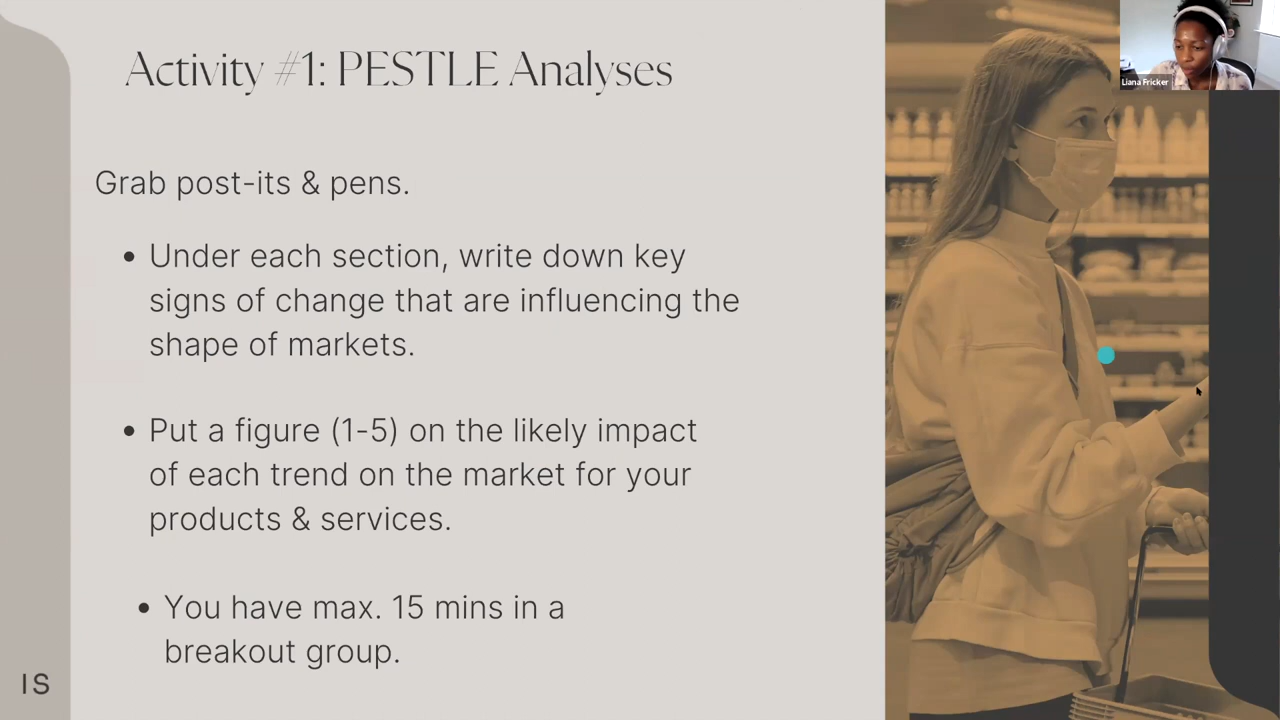 Activity #1: PESTLE Analyses
Liana Fricker
Grab post-its & pens.
• Under each section, write down key
signs of change that are influencing the
shape of markets.
• Put a figure (1-5) on the likely impact
of each trend on the market for your
products & services.
• You have max. 15 mins in a
breakout group.
IS